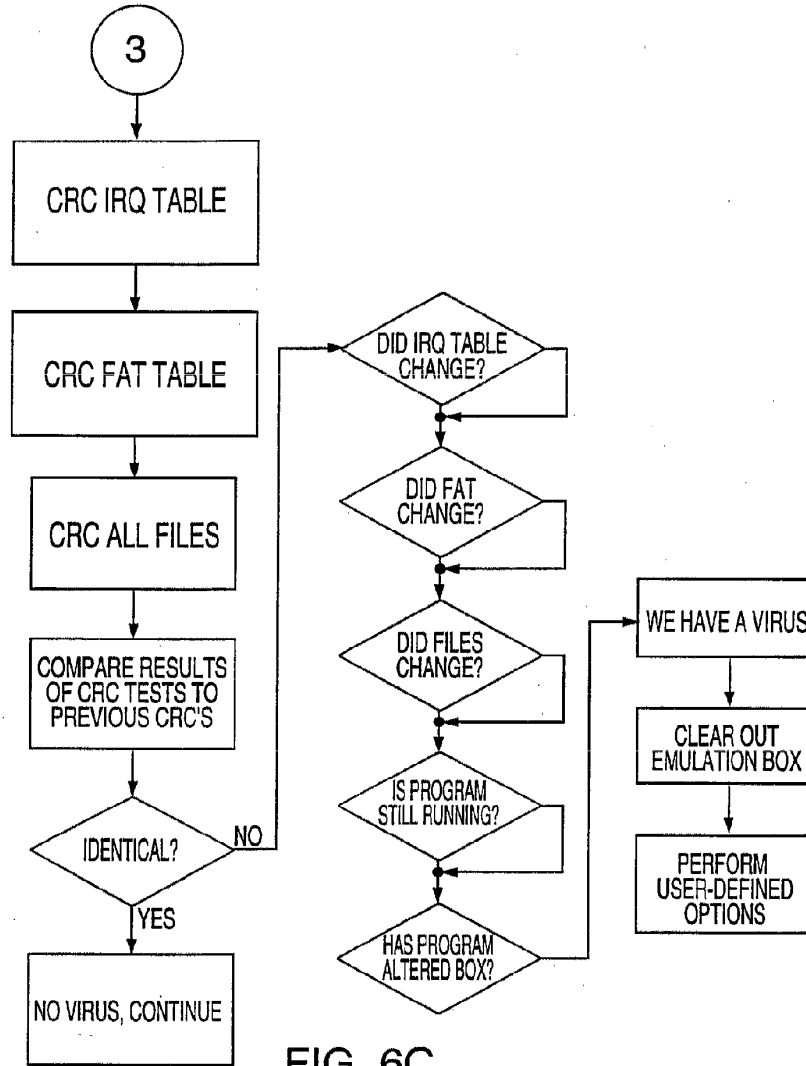 3
CRC IRQ TABLE
CRC FAT TABLE
CRC ALL FILES
COMPARE RESULTS
OF CRC TESTS TO
PREVIOUS CRC'S
IDENTICAL?
NO
YES
NO VIRUS, CONTINUE
DID IRQ TABLE
CHANGE?
DID FAT
CHANGE?
DID FILES
CHANGE?
IS PROGRAM
STILL RUNNING?
HAS PROGRAM
ALTERED BOX?
WE HAVE A VIRUS
CLEAR OUT
EMULATION BOX
PERFORM
USER-DEFINED
OPTIONS
FIG. 6C